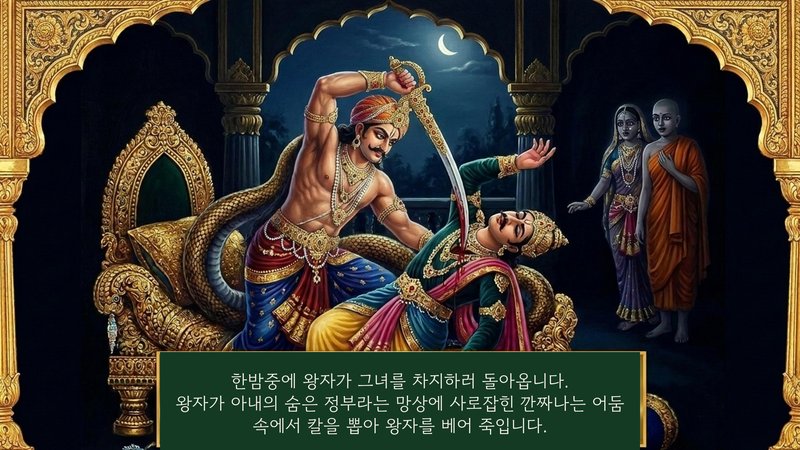 한밤중에 왕자가 그녀를 차지하러 돌아옵니다.
왕자가 아내의 숨은 정부라는 망상에 사로잡힌 깐짜나는 어둠
속에서 칼을 뽑아 왕자를 베어 죽입니다.